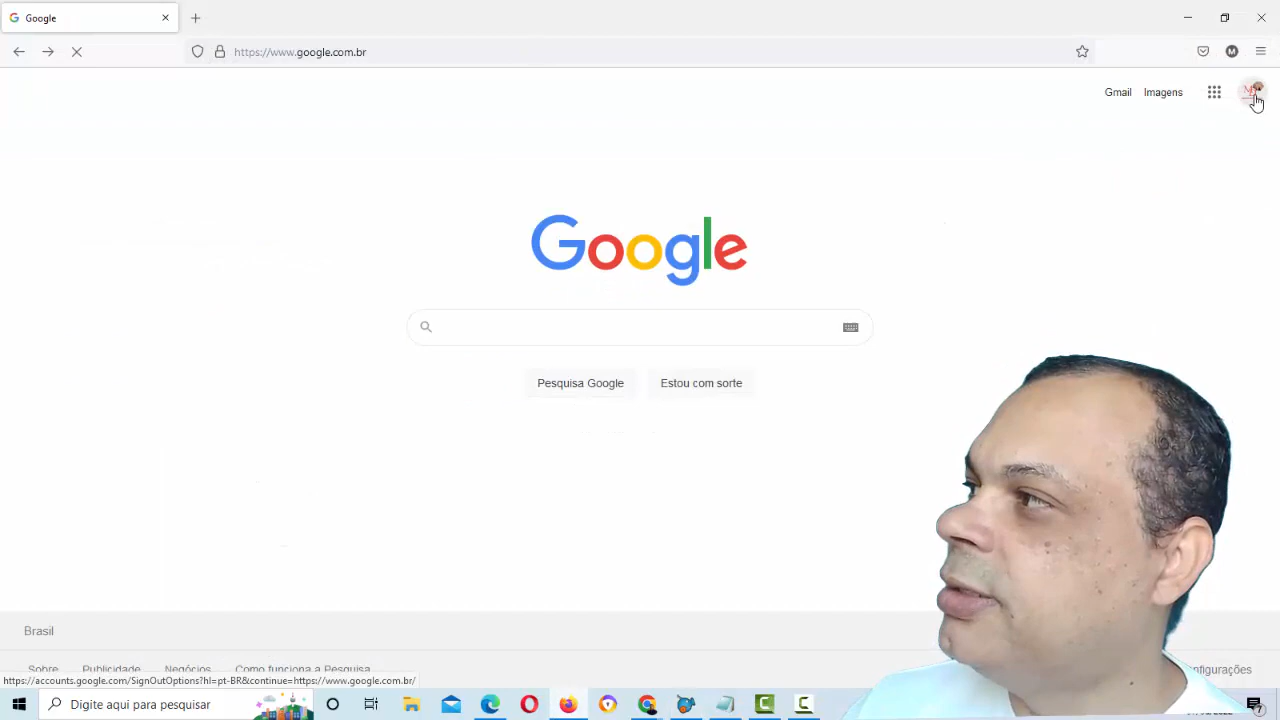 Google
https://www.google.com.br
M
Gmail Imagens
Google
Pesquisa Google Estou com sorte
Brasil
Sobre Publicidade Negócios Como funciona a Pesquisa
https://accounts.google.com/SignOutOptions?hl=pt-BR&continue=https://www.google.com.br/
Digite aqui para pesquisar